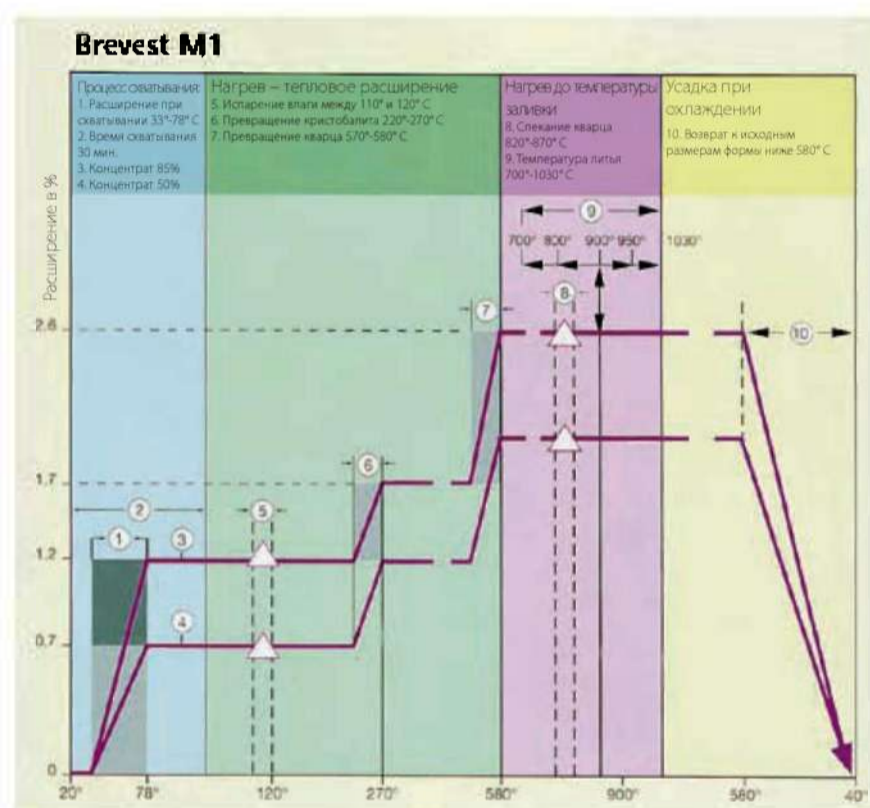 Brevest M1
Процесс схватывания:
1. Расширение при
схватывании 33°-78° С
2. Время схватывания
30 мин.
3. Концентрат 85%
4. Концентрат 50%
Нагрев – тепловое расширение
5. Испарение влаги между 110° и 120° С
6. Превращение кристобалита 220°-270° С
7. Превращение кварца 570°-580° С
Нагрев до температуры
заливки
8. Спекание кварца
820°-870° С
9. Температура литья
700°-1030° С
Усадка при
охлаждении
10. Возврат к исходным
размерам формы ниже 580° С
Расширение в %
9
700° 800° 900° 950° 1030°
8
7
10
2.6
6
1.7
2
5
1
3
1.2
4
0.7
0
20° 78° 120° 270° 580° 900° 580° 40°